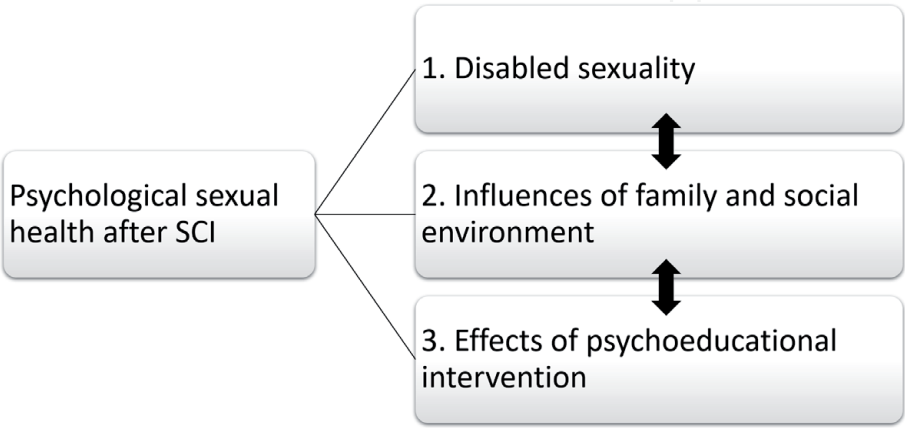 1. Disabled sexuality
Psychological sexual
health after SCI
2. Influences of family and social
environment
3. Effects of psychoeducational
intervention